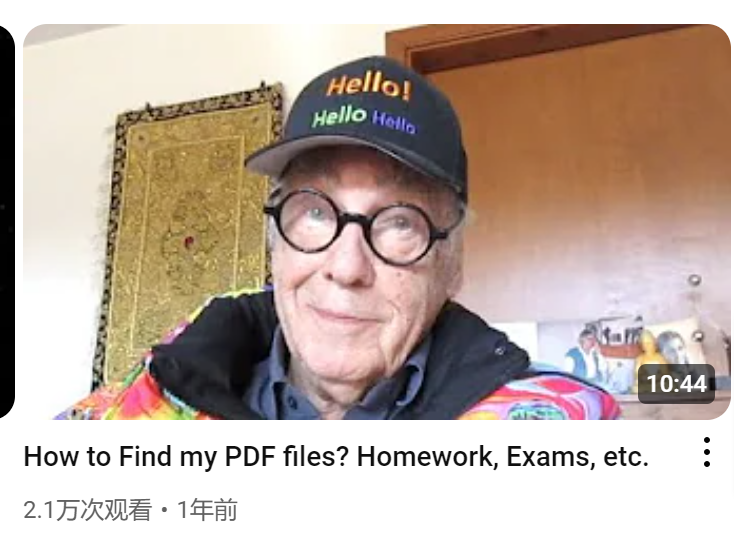 Hello!
Hello Hello
10:44
How to Find my PDF files? Homework, Exams, etc.
2.1万次观看 • 1年前